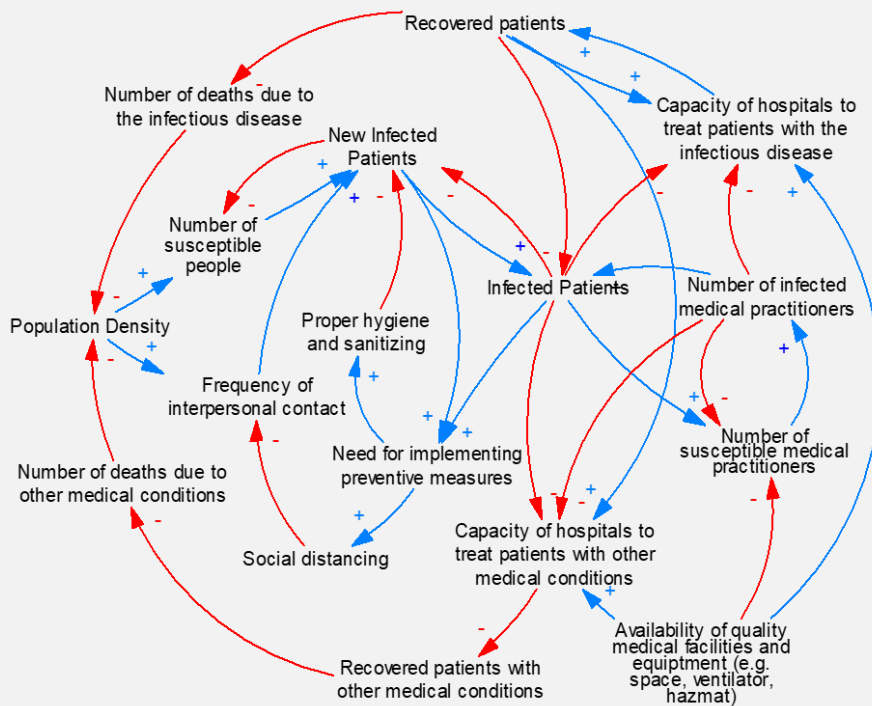 Recovered patients
Number of deaths due to
the infectious disease
New Infected
Patients
Capacity of hospitals to
treat patients with the
infectious disease
Number of
susceptible
people
Infected Patients
Number of infected
medical practitioners
Population Density
Proper hygiene
and sanitizing
Frequency of
interpersonal contact
Number of
susceptible medical
practitioners
Need for implementing
preventive measures
Number of deaths due to
other medical conditions
Capacity of hospitals to
treat patients with other
medical conditions
Social distancing
Availability of quality
medical facilities and
equiptment (e.g.
space, ventilator,
hazmat)
Recovered patients with
other medical conditions